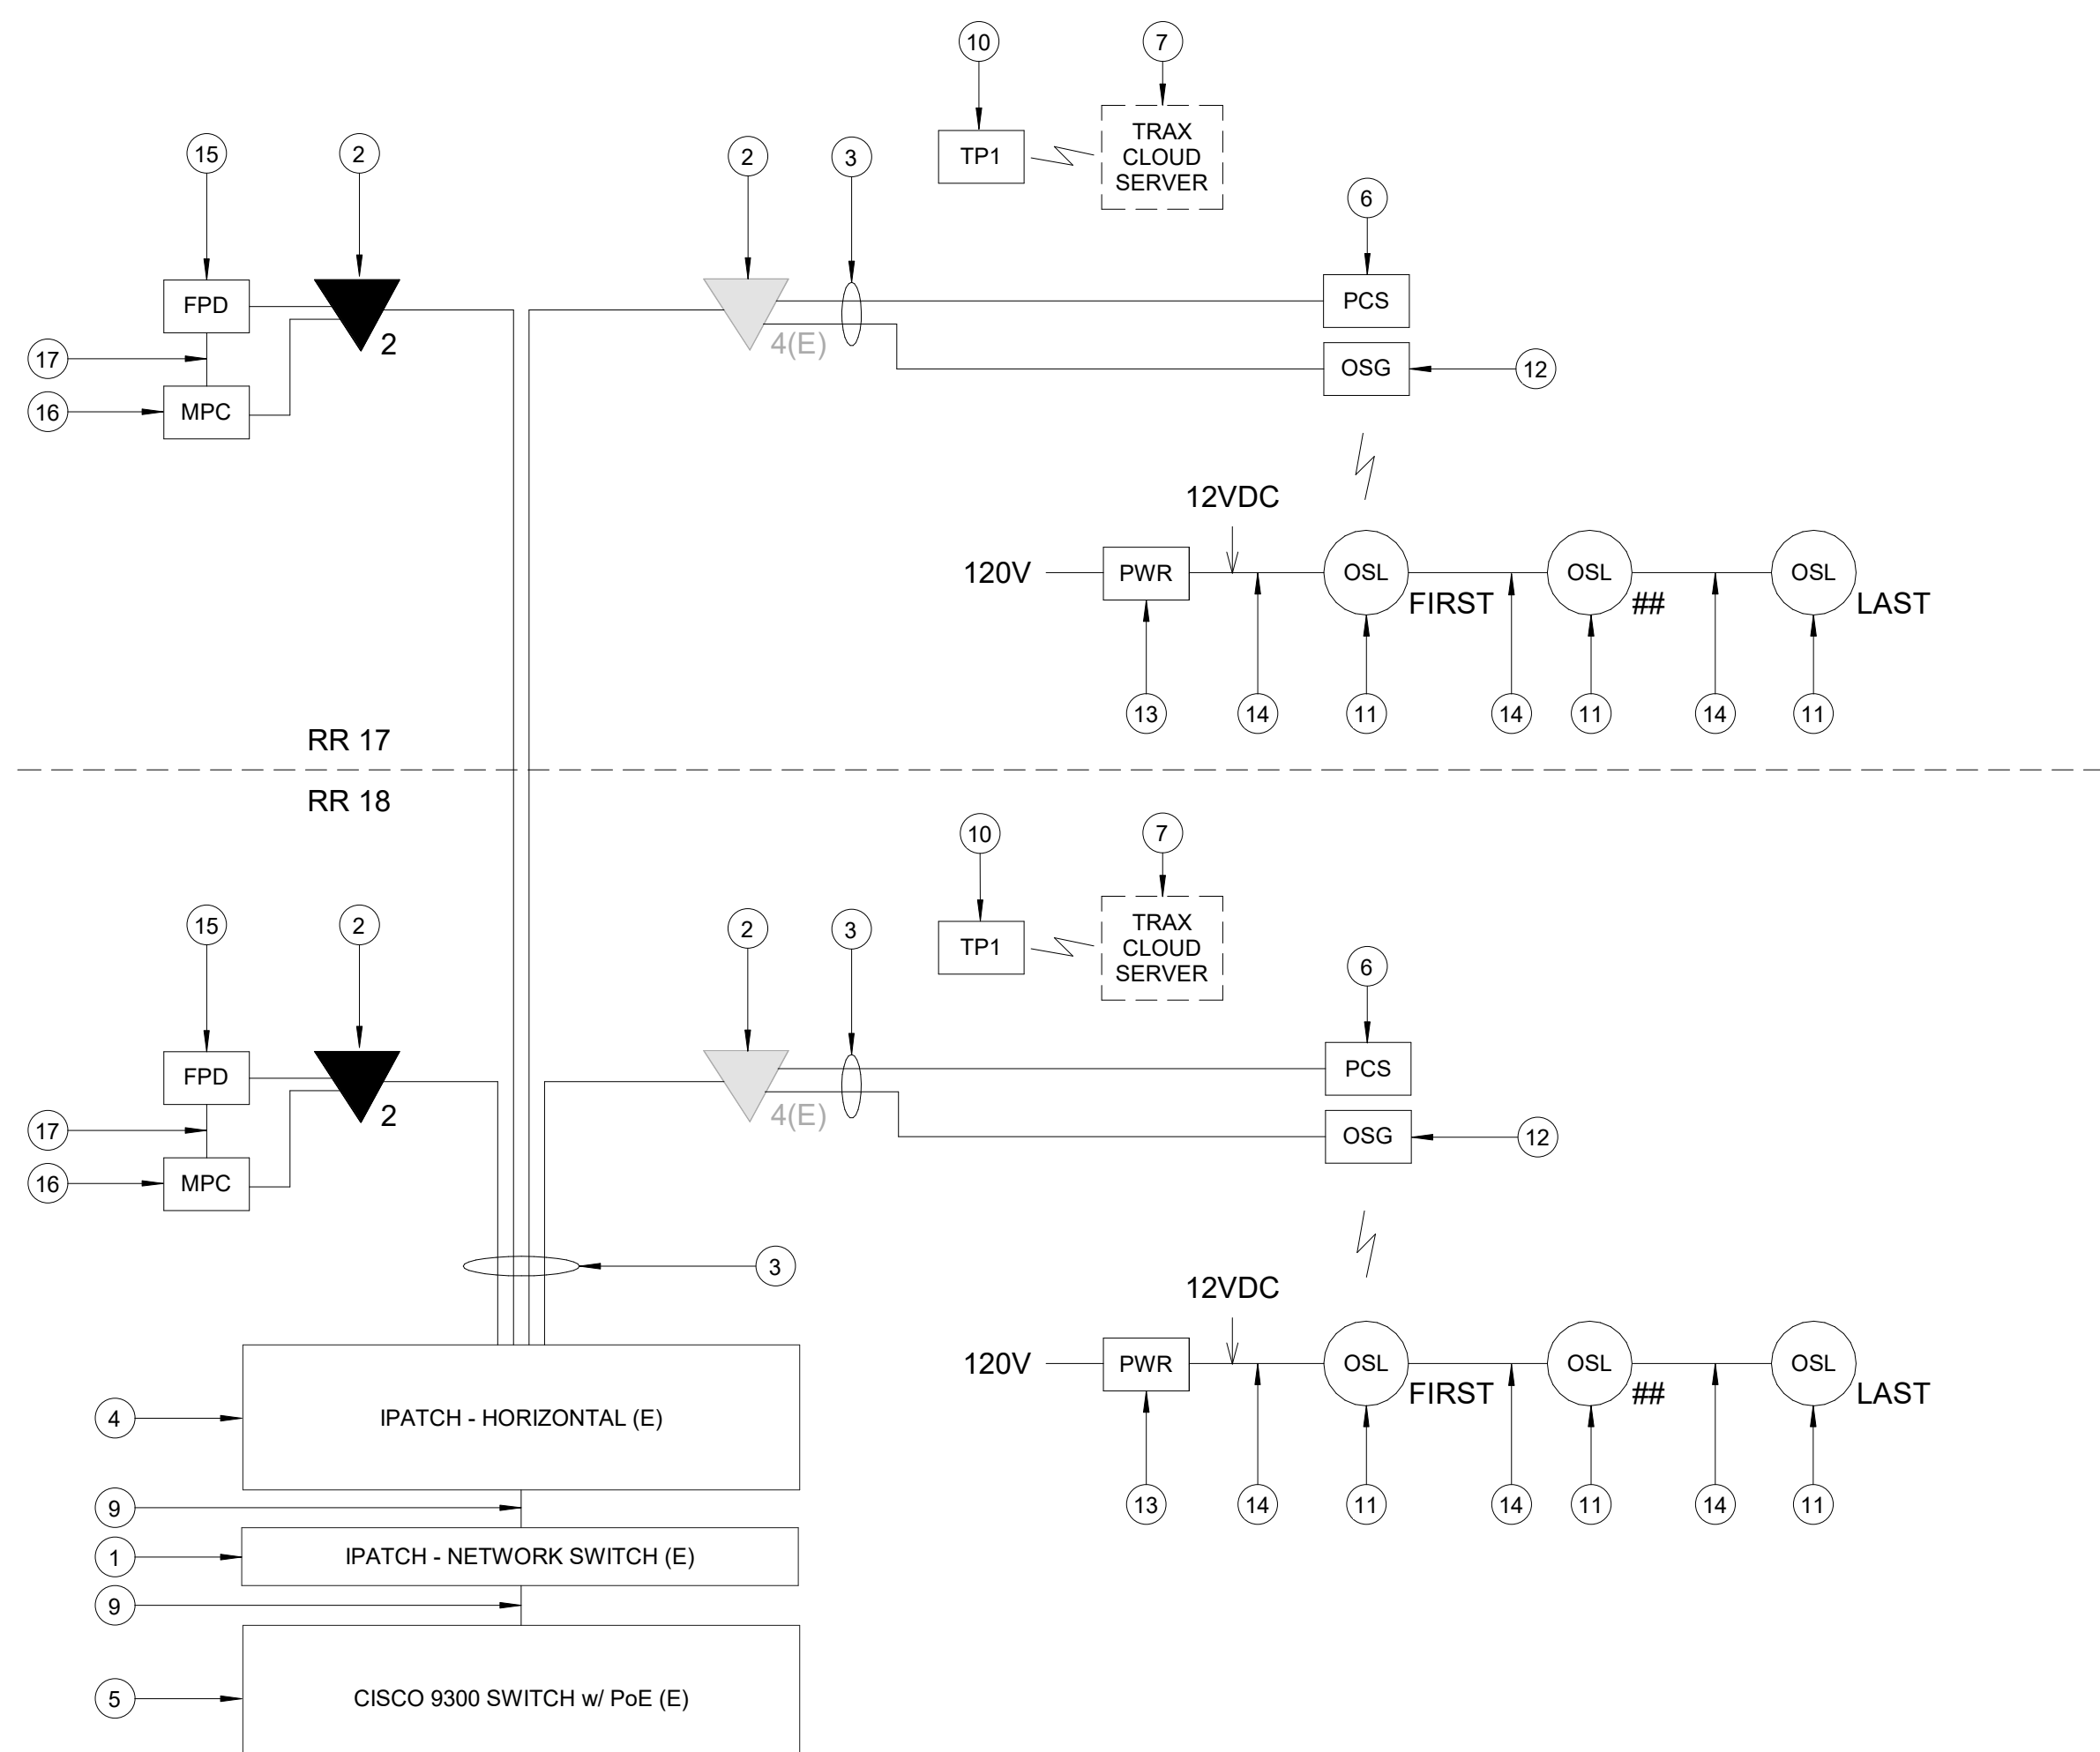 10
7
TRAX
CLOUD
SERVER
TP1
15
2
2
3
6
FPD
PCS
2
4(E)
17
OSG
12
16
MPC
12VDC
120V
PWR
OSL
OSL
OSL
FIRST
##
LAST
13
14
11
14
11
14
11
RR 17
RR 18
10
7
TRAX
CLOUD
SERVER
TP1
15
2
2
3
6
FPD
PCS
2
4(E)
17
OSG
12
16
MPC
3
12VDC
120V
PWR
OSL
OSL
OSL
FIRST
##
LAST
4
IPATCH - HORIZONTAL (E)
13
14
11
14
11
14
11
9
1
IPATCH - NETWORK SWITCH (E)
9
5
CISCO 9300 SWITCH w/ PoE (E)